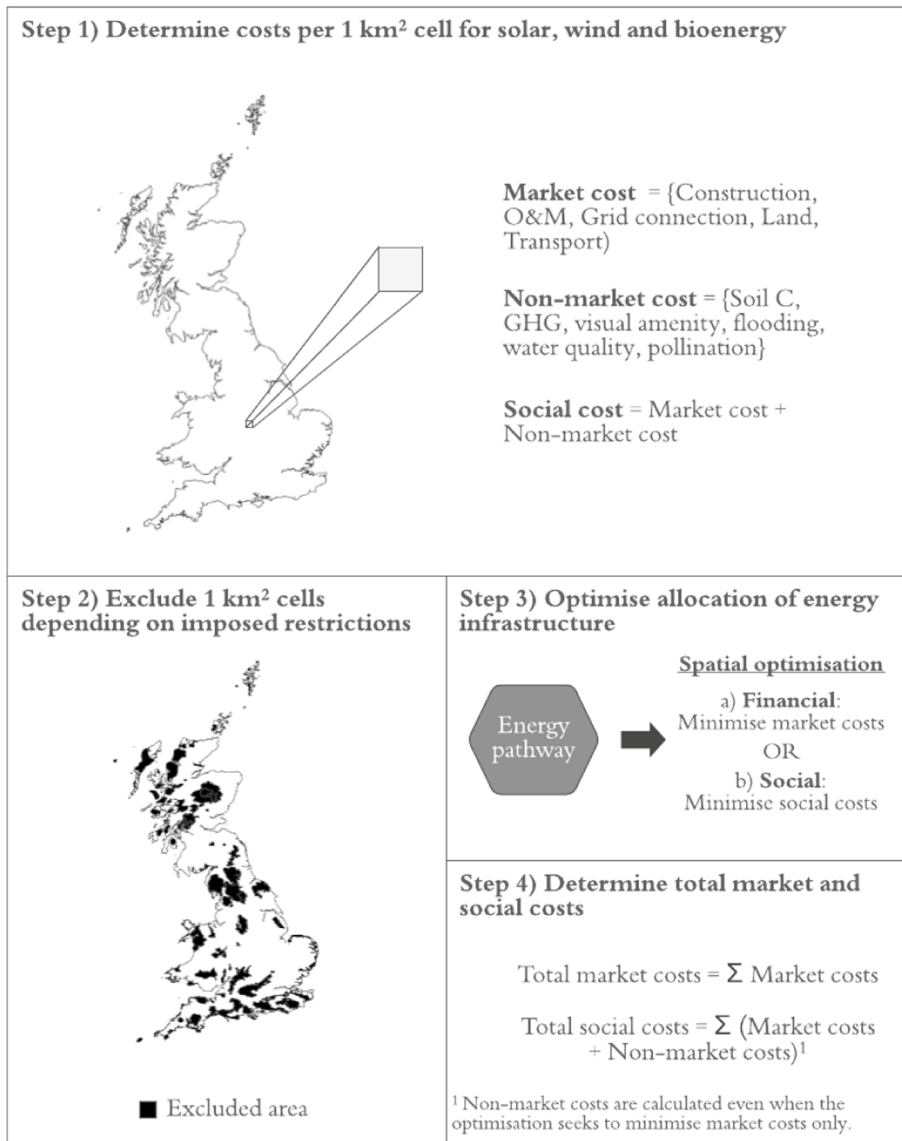 Step 1) Determine costs per 1 km² cell for solar, wind and bioenergy
Market cost = {Construction,
O&M, Grid connection, Land,
Transport)
Non-market cost = {Soil C,
GHG, visual amenity, flooding,
water quality, pollination}
Social cost = Market cost +
Non-market cost
Step 2) Exclude 1 km² cells
depending on imposed restrictions
Excluded area
Step 3) Optimise allocation of energy
infrastructure
Energy
pathway
Spatial optimisation
a) Financial:
Minimise market costs
OR
b) Social:
Minimise social costs
Step 4) Determine total market and
social costs
Total market costs = Σ Market costs
Total social costs = Σ (Market costs
+ Non-market costs)¹
¹ Non-market costs are calculated even when the
optimisation seeks to minimise market costs only.